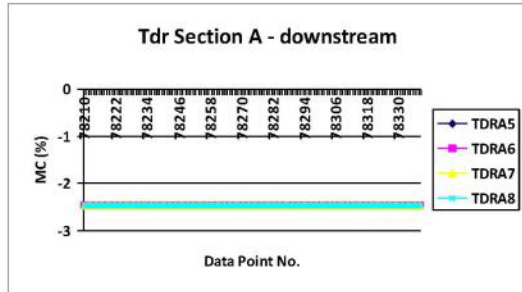 Tdr Section A - downstream
0
-1
-2
-3
MC (%)
78210
78222
78234
78246
78258
78270
78282
78294
78306
78318
78330
Data Point No.
TDRA5
TDRA6
TDRA7
TDRA8